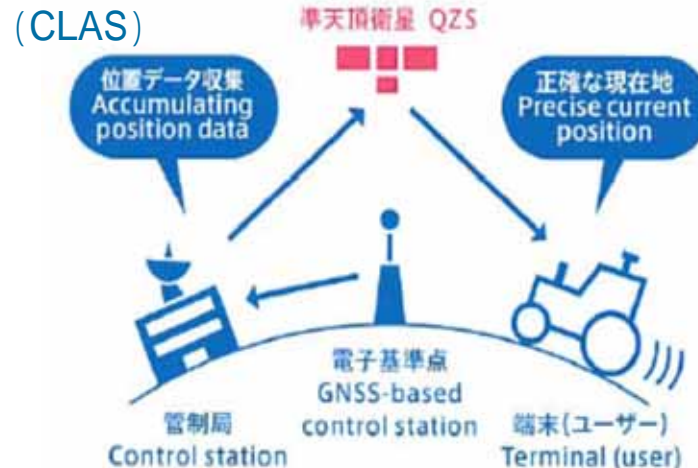 (CLAS)
準天頂衛星 QZS
位置データ収集
Accumulating
position data
正確な現在地
Precise current
position
電子基準点
GNSS-based
control station
管制局
Control station
端末(ユーザー)
Terminal (user)